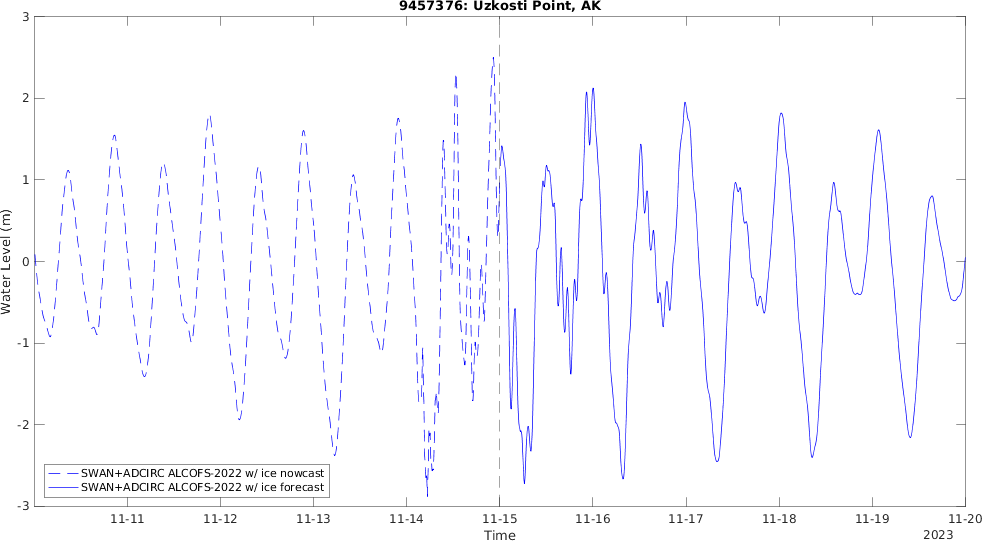 9457376: Uzkosti Point, AK
3
2
1
0
-1
-2
-3
Water Level (m)
SWAN+ADCIRC ALCOFS-2022 w/ ice nowcast
SWAN+ADCIRC ALCOFS-2022 w/ ice forecast
11-11 11-12 11-13 11-14 11-15 11-16 11-17 11-18 11-19 11-20
Time
2023